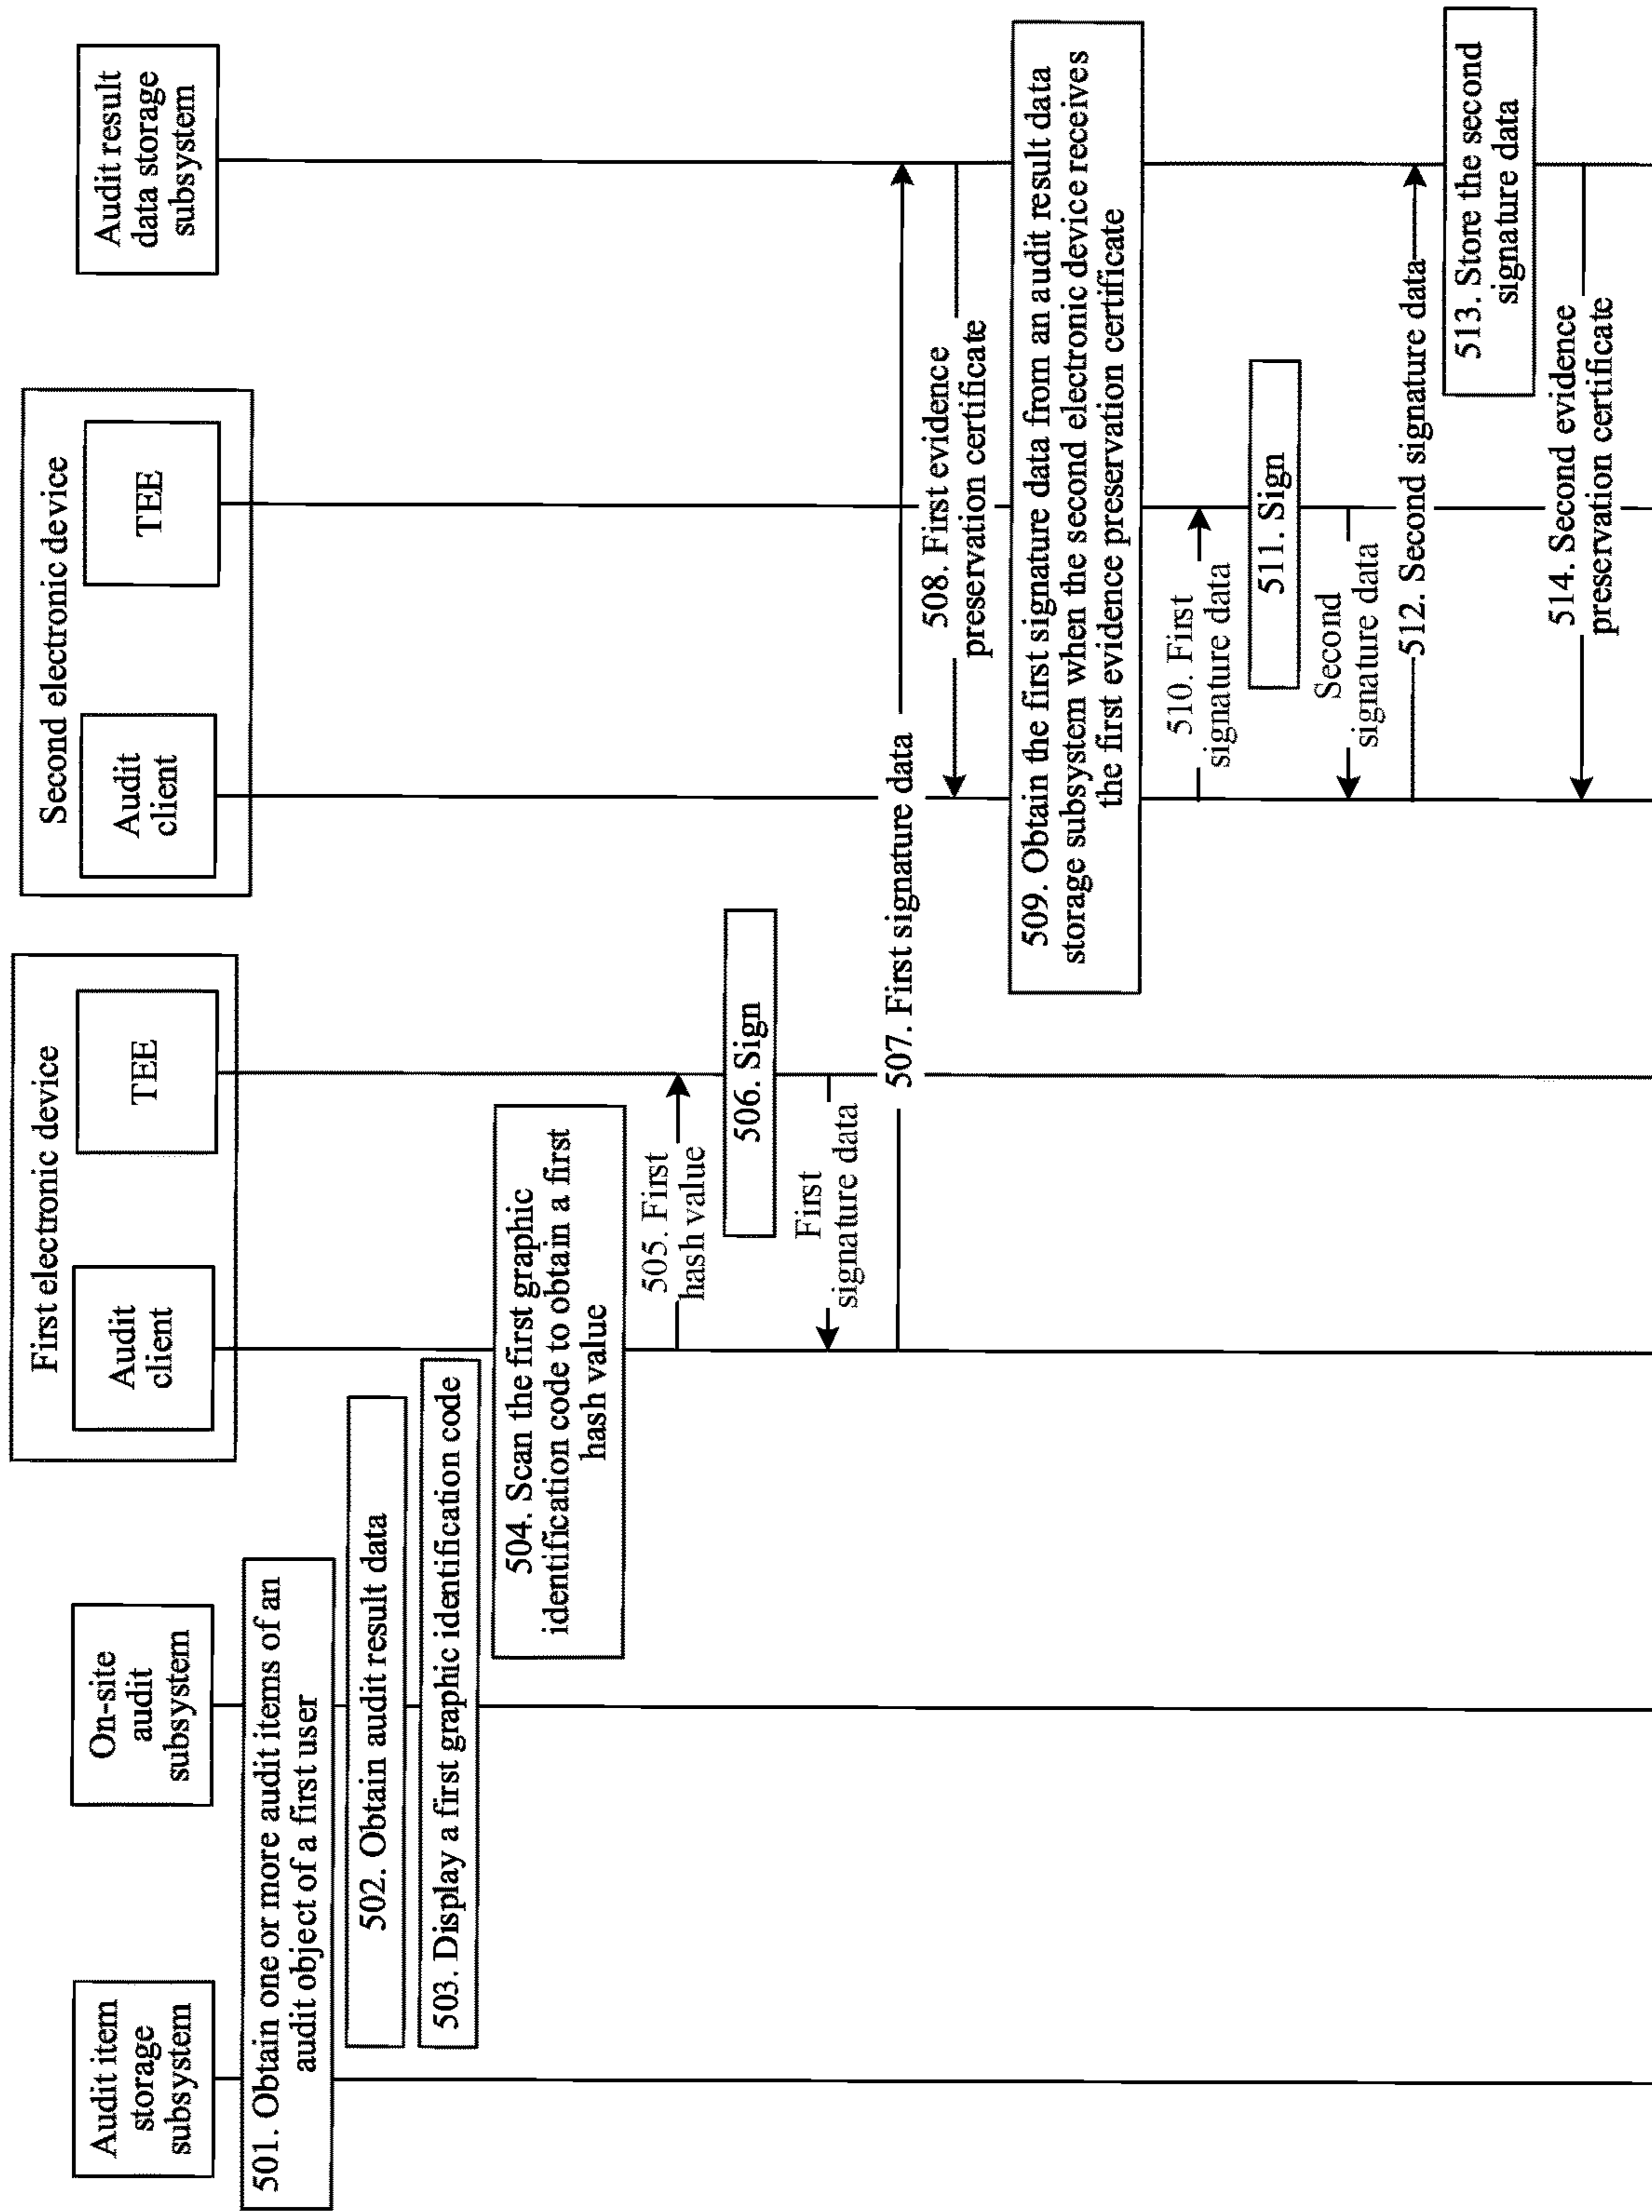 Audit item
storage
subsystem
On-site
audit
subsystem
First electronic device
Audit
client
TEE
Second electronic device
Audit
client
TEE
Audit result
data storage
subsystem
501. Obtain one or more audit items of an
audit object of a first user
502. Obtain audit result data
503. Display a first graphic identification code
504. Scan the first graphic
identification code to obtain a first
hash value
505. First
hash value
506. Sign
First
signature data
507. First signature data
508. First evidence
preservation certificate
509. Obtain the first signature data from an audit result data
storage subsystem when the second electronic device receives
the first evidence preservation certificate
510. First
signature data
511. Sign
Second
signature data
512. Second signature data
513. Store the second
signature data
514. Second evidence
preservation certificate